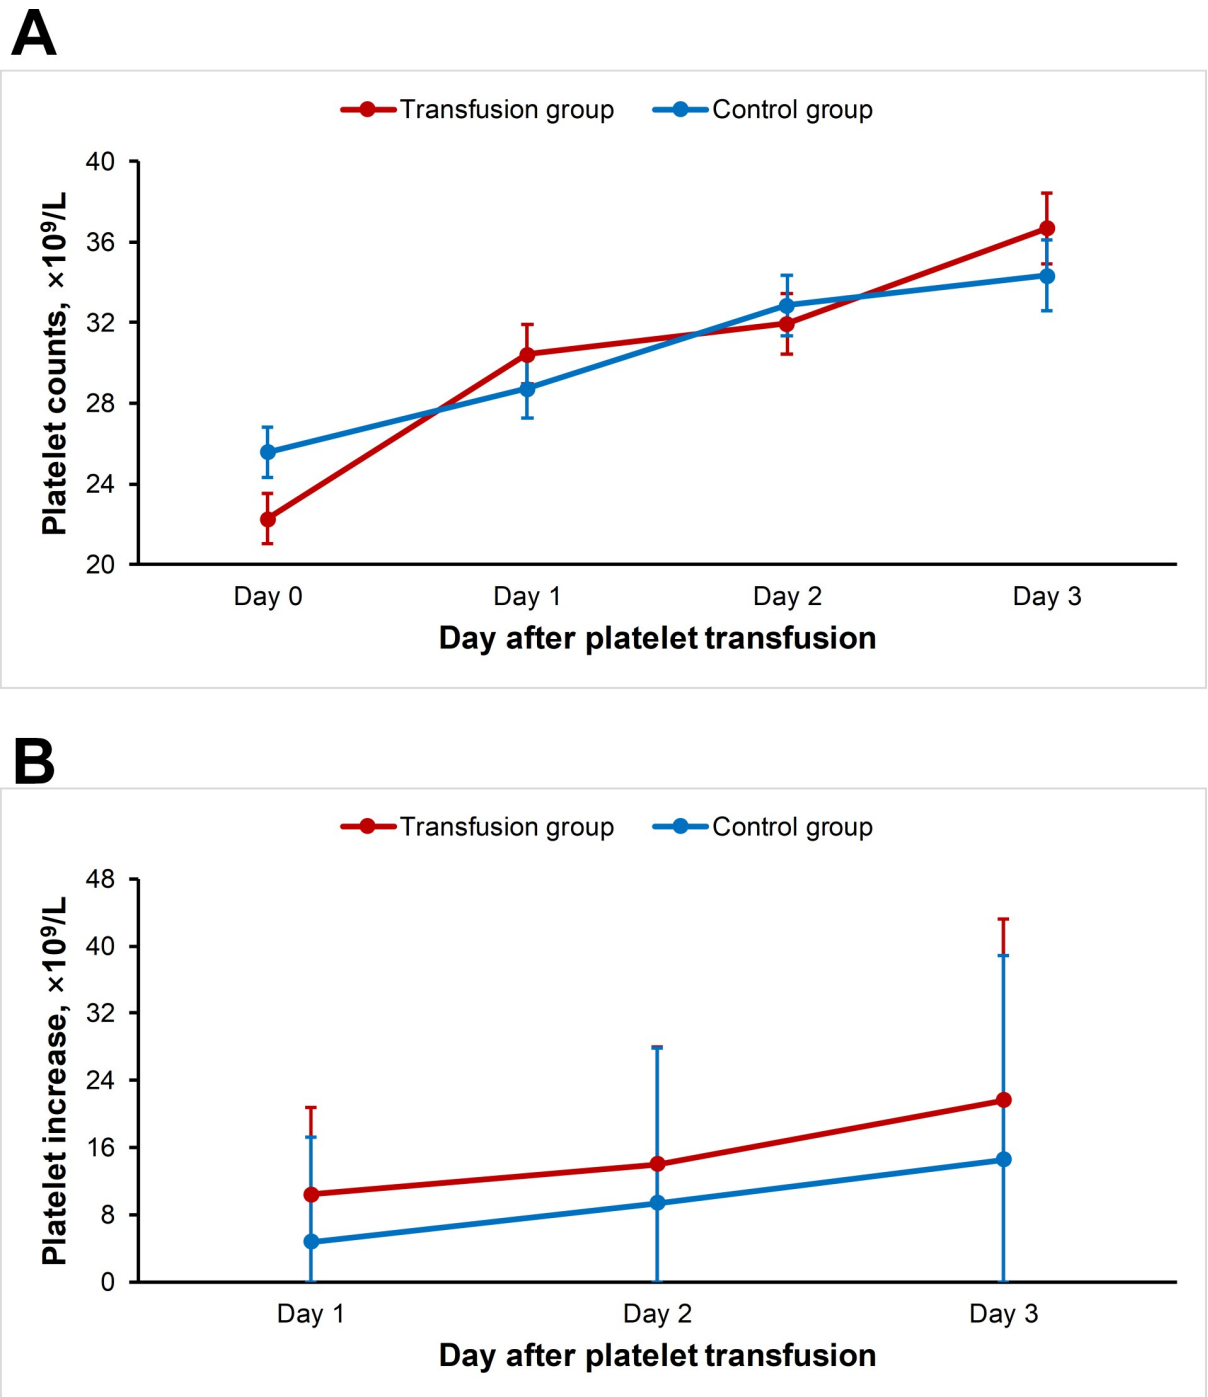 A
Transfusion group Control group
Platelet counts, ×10⁹/L
40
36
32
28
24
20
Day 0 Day 1 Day 2 Day 3
Day after platelet transfusion
B
Transfusion group Control group
Platelet increase, ×10⁹/L
48
40
32
24
16
8
0
Day 1 Day 2 Day 3
Day after platelet transfusion